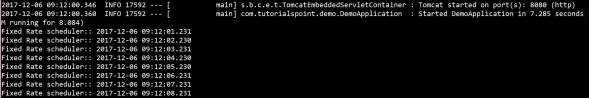 2017-12-06 09:12:00.346 INFO 17592 --- [ main] s.b.c.e.t.TomcatEmbeddedServletContainer : Tomcat started on port(s): 8080 (http)
2017-12-06 09:12:00.360 INFO 17592 --- [ main] com.tutorialspoint.demo.DemoApplication : Started DemoApplication in 7.285 seconds
M running for 8.084)
Fixed Rate scheduler:: 2017-12-06 09:12:01.231
Fixed Rate scheduler:: 2017-12-06 09:12:02.230
Fixed Rate scheduler:: 2017-12-06 09:12:03.231
Fixed Rate scheduler:: 2017-12-06 09:12:04.230
Fixed Rate scheduler:: 2017-12-06 09:12:05.230
Fixed Rate scheduler:: 2017-12-06 09:12:06.231
Fixed Rate scheduler:: 2017-12-06 09:12:07.231
Fixed Rate scheduler:: 2017-12-06 09:12:08.231